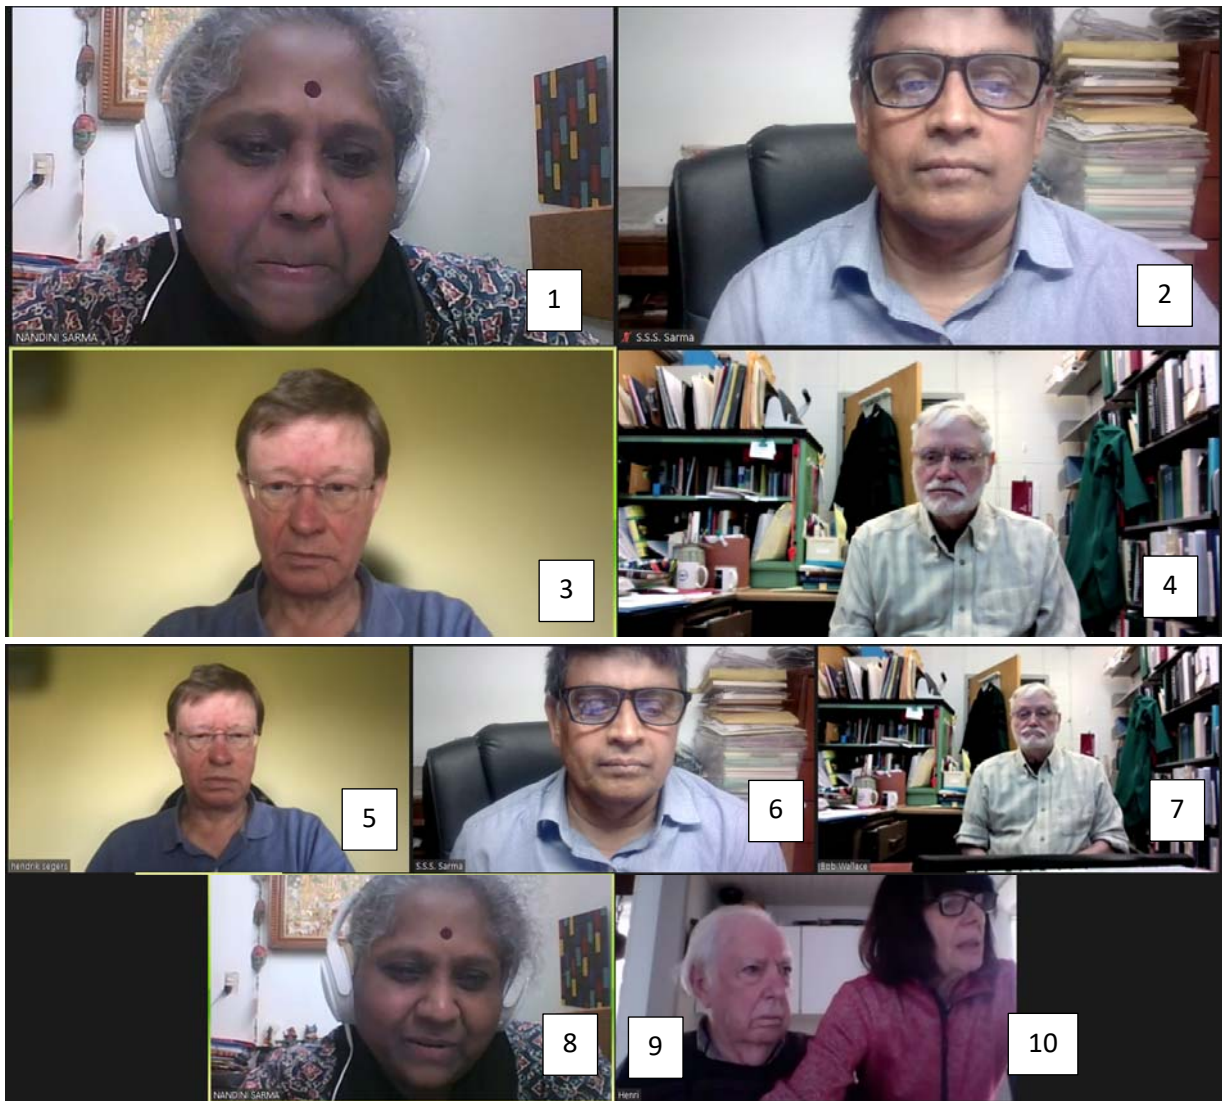 1
2
NANDINI SARMA
S.S.S. Sarma
3
4
5
6
7
hendrik segers
S.S.S. Sarma
Bob Wallace
8
9
10
NANDINI SARMA
Henri